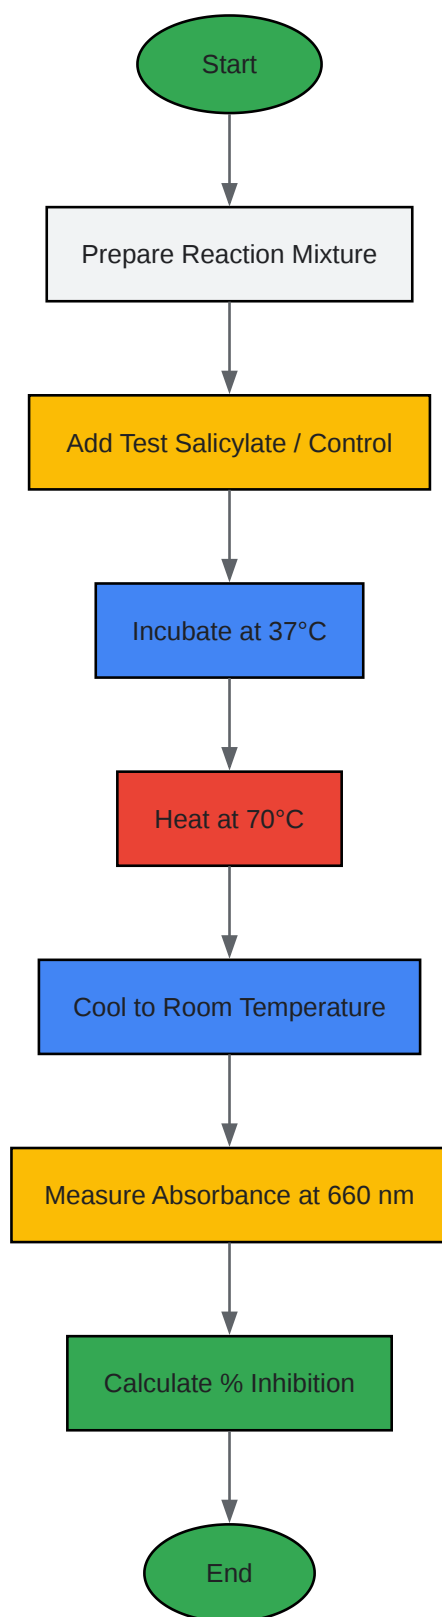 Start
Prepare Reaction Mixture
Add Test Salicylate / Control
Incubate at 37°C
Heat at 70°C
Cool to Room Temperature
Measure Absorbance at 660 nm
Calculate % Inhibition
End